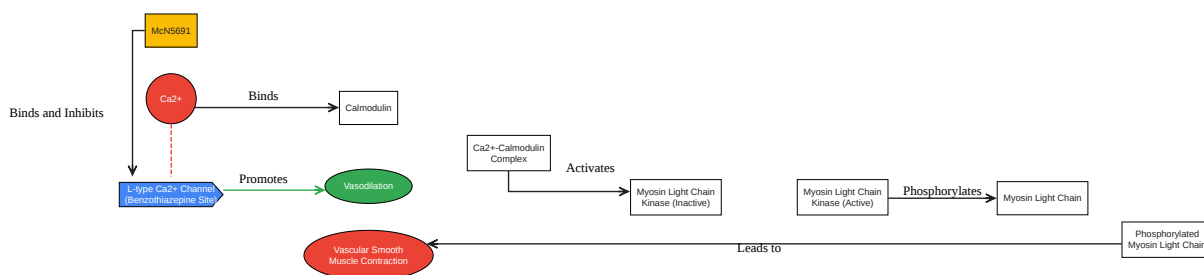 McN5691
Ca2+
Binds
Calmodulin
Binds and Inhibits
Ca2+-Calmodulin
Complex
Activates
L-type Ca2+ Channel
(Benzothiazepine Site)
Promotes
Vasodilation
Myosin Light Chain
Kinase (Inactive)
Myosin Light Chain
Kinase (Active)
Phosphorylates
Myosin Light Chain
Vascular Smooth
Muscle Contraction
Leads to
Phosphorylated
Myosin Light Chain